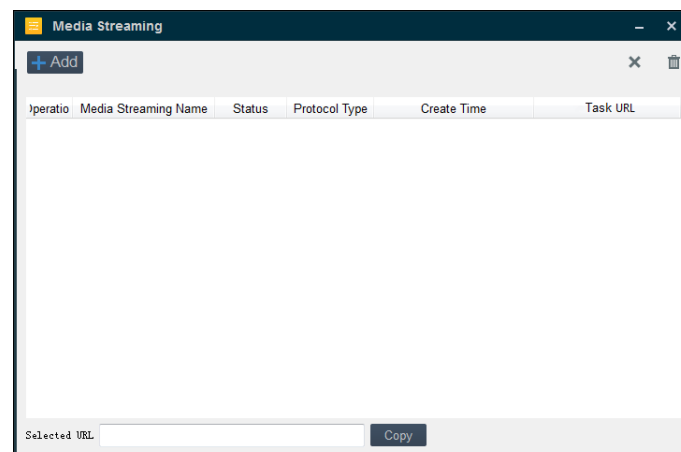 Media Streaming
Add
Operatio Media Streaming Name Status Protocol Type Create Time Task URL
Selected URL Copy